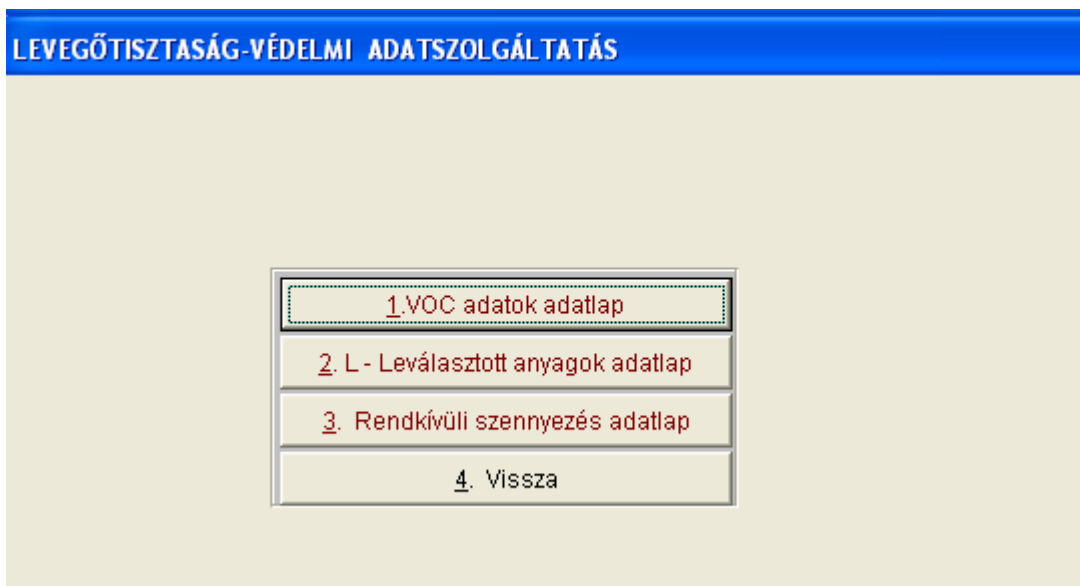 LEVEGŐTISZTASÁG-VÉDELMI ADATSZOLGÁLTATÁS
1.VOC adatok adatlap
2. L - Leválasztott anyagok adatlap
3. Rendkívüli szennyezés adatlap
4. Vissza